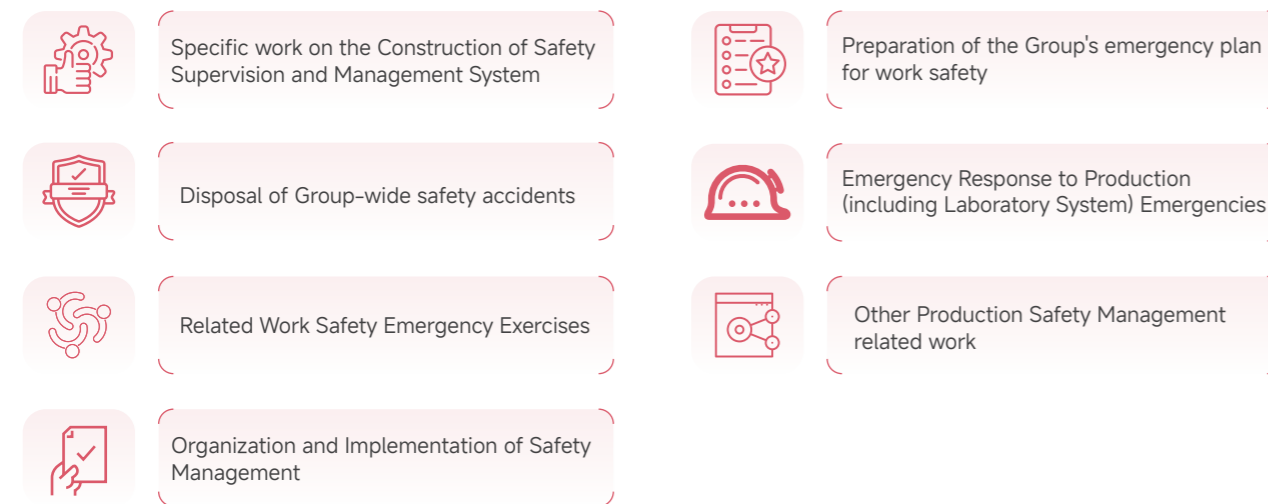 Specific work on the Construction of Safety
Supervision and Management System
Disposal of Group-wide safety accidents
Related Work Safety Emergency Exercises
Organization and Implementation of Safety
Management
Preparation of the Group's emergency plan
for work safety
Emergency Response to Production
(including Laboratory System) Emergencies
Other Production Safety Management
related work